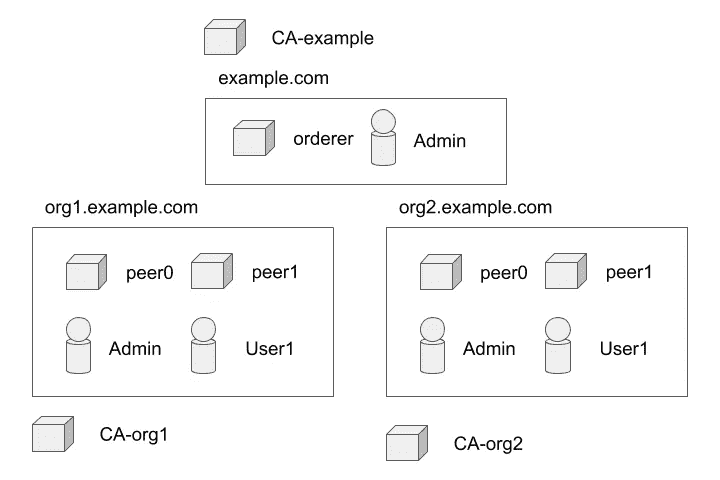 CA-example
example.com
orderer
Admin
org1.example.com
org2.example.com
peer0
peer1
Admin
User1
peer0
peer1
Admin
User1
CA-org1
CA-org2